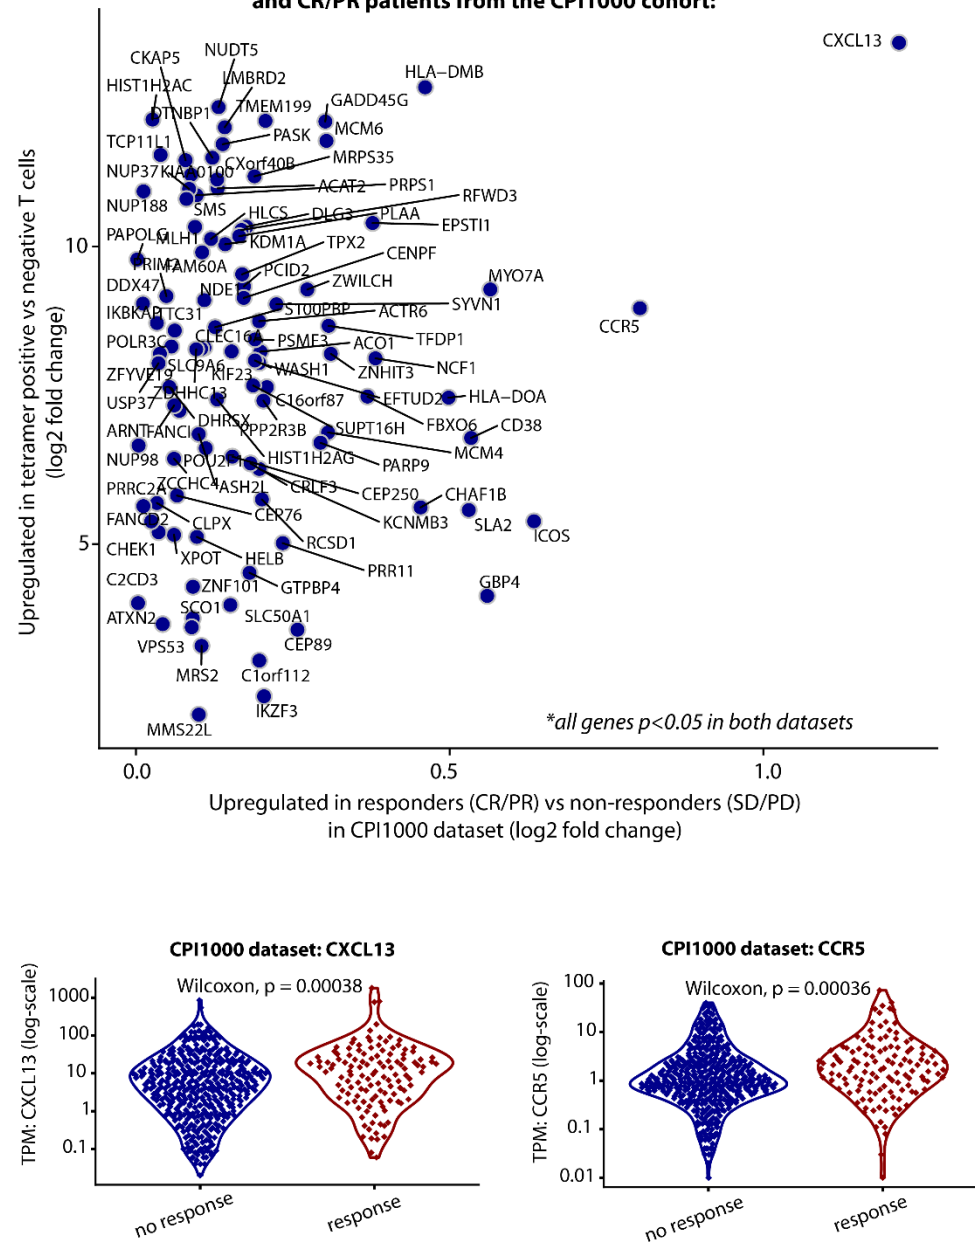 and CR/PR patients from the CPI1000 cohort:
CXCL13
NUDT5
CKAP5
HLA−DMB
LMBRD2
HIST1H2AC
GADD45G
TMEM199
DTNBP1
MCM6
PASK
TCP11L1
MRPS35
CXorf40B
NUP37
KIAA0100
ACAT2
PRPS1
RFWD3
NUP188
SMS
HLCS
DLG3
PLAA
EPSTI1
PAPOLG
MLH1
KDM1A
TPX2
CENPF
PRIM2
FAM60A
PCID2
MYO7A
DDX47
NDE1
ZWILCH
SYVN1
IKBKAP
TTC31
ST00PBP
ACTR6
CCR5
POLR3C
CLEC16A
PSMF3
ACO1
TFDP1
ZFYVE19
SLC9A6
KIF23
WASH1
ZNHIT3
NCF1
USP37
ZDHHC13
C16orf87
EFTUD2
HLA−DOA
ARNT
FANCI
DHRSX
PPP2R3B
SUPT16H
FBXO6
CD38
NUP98
HIST1H2AG
PARP9
MCM4
PRRC2A
ZCCHC4
ASH2L
CRLF3
CEP250
CHAF1B
FANCD2
CLPX
CEP76
KCNMB3
SLA2
ICOS
CHEK1
XPOT
HELB
RCSD1
PRR11
C2CD3
ZNF101
GTPBP4
GBP4
ATXN2
SCO1
SLC50A1
VPS53
CEP89
MRS2
C1orf112
IKZF3
MMS22L
*all genes p<0.05 in both datasets
10
5
Upregulated in tetramer positive vs negative T cells
(log2 fold change)
0.0 0.5 1.0
Upregulated in responders (CR/PR) vs non-responders (SD/PD)
in CPI1000 dataset (log2 fold change)
CPI1000 dataset: CXCL13
Wilcoxon, p = 0.00038
TPM: CXCL13 (log-scale)
1000
100
10
1
0.1
no response
response
CPI1000 dataset: CCR5
Wilcoxon, p = 0.00036
TPM: CCR5 (log-scale)
100
10
1
0.1
0.01
no response
response